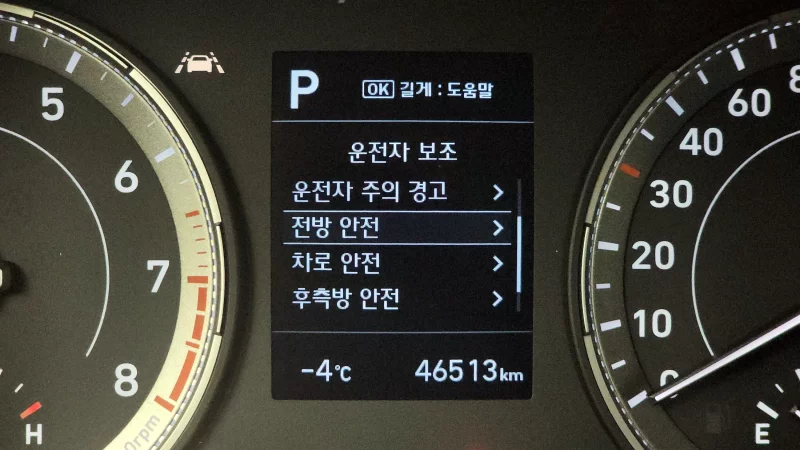 P
OK 길게 : 도움말
운전자 보조
운전자 주의 경고
전방 안전
차로 안전
후측방 안전
-4℃
46513km
5
6
7
8
H
60
40
30
20
10
0
E